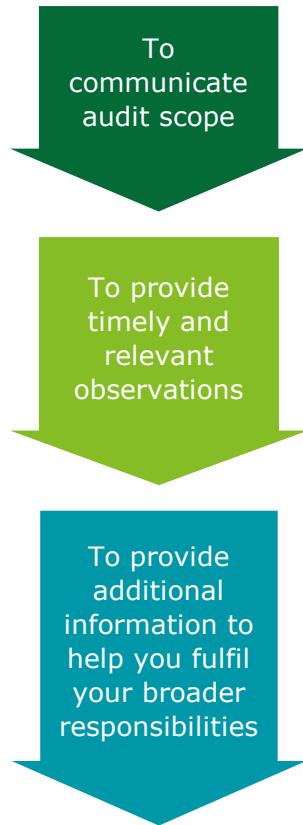 To
communicate
audit scope
To provide
timely and
relevant
observations
To provide
additional
information to
help you fulfil
your broader
responsibilities